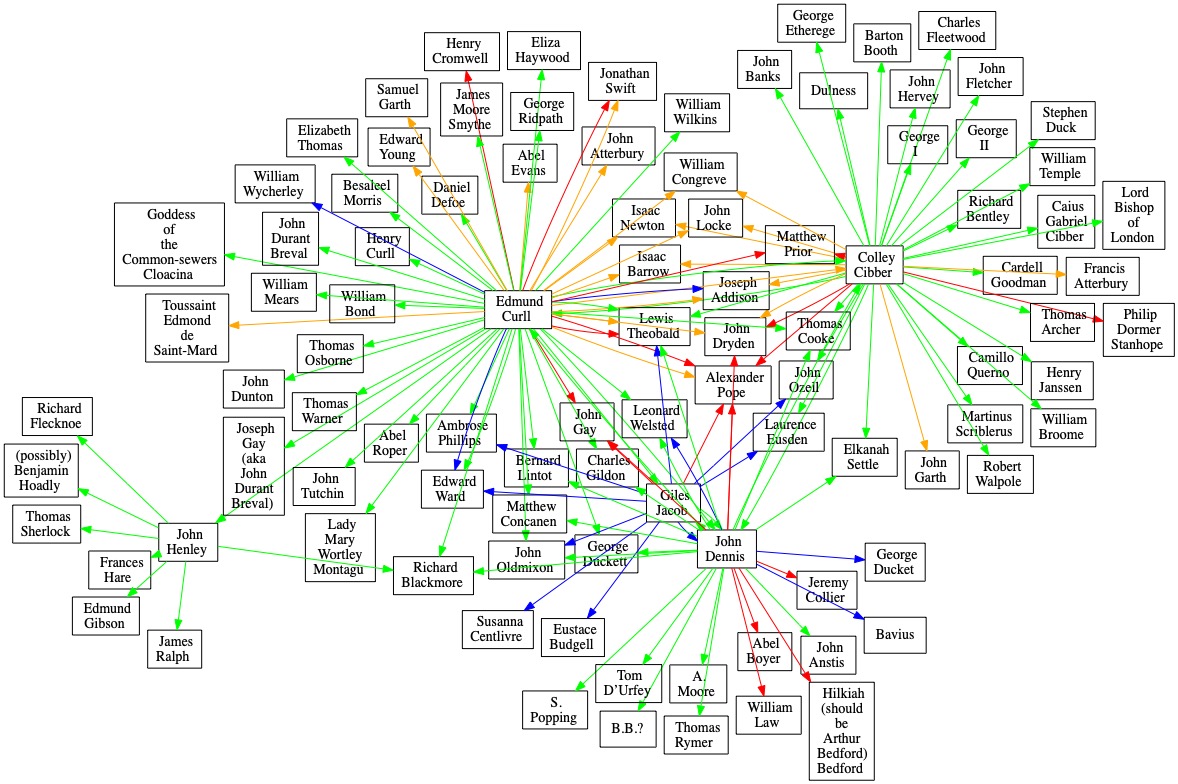 George
Etherege
Barton
Booth
Charles
Fleetwood
Henry
Cromwell
Eliza
Haywood
John
Banks
Dulness
John
Hervey
John
Fletcher
Jonathan
Swift
Samuel
Garth
James
Moore
Smythe
George
Ridpath
William
Wilkins
George
I
George
II
Stephen
Duck
Elizabeth
Thomas
Edward
Young
Abel
Evans
John
Atterbury
William
Congreve
William
Temple
William
Wycherley
Besaleel
Morris
Daniel
Defoe
Isaac
Newton
John
Locke
Richard
Bentley
Caius
Gabriel
Cibber
Lord
Bishop
of
London
Goddess
of
the
Common-sewers
Cloacina
John
Durant
Breval
Henry
Curll
Matthew
Prior
Isaac
Barrow
Colley
Cibber
Cardell
Goodman
Francis
Atterbury
William
Mears
William
Bond
Edmund
Curll
Joseph
Addison
Toussaint
Edmond
de
Saint-Mard
Lewis
Theobald
John
Dryden
Thomas
Cooke
Thomas
Archer
Philip
Dormer
Stanhope
Thomas
Osborne
Camillo
Querno
Henry
Janssen
John
Dunton
Alexander
Pope
John
Ozell
Thomas
Warner
Richard
Flecknoe
Joseph
Gay
(aka
John
Durant
Breval)
Abel
Roper
Ambrose
Phillips
John
Gay
Leonard
Welsted
Laurence
Eusden
Martinus
Scriblerus
William
Broome
(possibly)
Benjamin
Hoadly
John
Tutchin
Edward
Ward
Bernard
Lintot
Charles
Gildon
Elkanah
Settle
John
Garth
Robert
Walpole
Thomas
Sherlock
Giles
Jacob
Matthew
Concanen
John
Henley
Lady
Mary
Wortley
Montagu
John
Dennis
Frances
Hare
Richard
Blackmore
John
Oldmixon
George
Duckett
George
Ducket
Edmund
Gibson
Jeremy
Collier
James
Ralph
Susanna
Centlivre
Eustace
Budgell
Bavius
Abel
Boyer
John
Anstis
Tom
D'Urfey
A.
Moore
S.
Popping
B.B.?
Thomas
Rymer
William
Law
Hilkiah
(should
be
Arthur
Bedford)
Bedford